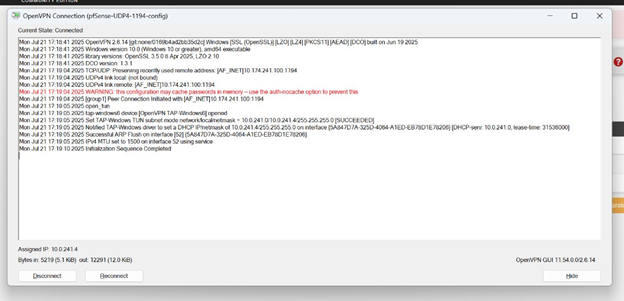 COMMUNITY EDITION
OpenVPN Connection (pfSense-UDP4-1194-config)
Current State: Connected
Mon Jul 21 17:18:41 2025 OpenVPN 2.6.14 [git:none/0169b4ad2bb35d2c] Windows [SSL (OpenSSL)] [LZO] [LZ4] [PKCS11] [AEAD] [DCO] built on Jun 19 2025
Mon Jul 21 17:18:41 2025 Windows version 10.0 (Windows 10 or greater), amd64 executable
Mon Jul 21 17:18:41 2025 library versions: OpenSSL 3.5.0 8 Apr 2025, LZO 2.10
Mon Jul 21 17:18:41 2025 DCO version: 1.3.1
Mon Jul 21 17:19:04 2025 TCP/UDP: Preserving recently used remote address: [AF_INET]10.174.241.100:1194
Mon Jul 21 17:19:04 2025 UDPv4 link local: (not bound)
Mon Jul 21 17:19:04 2025 UDPv4 link remote: [AF_INET]10.174.241.100:1194
Mon Jul 21 17:19:04 2025 WARNING: this configuration may cache passwords in memory -- use the auth-nocache option to prevent this
Mon Jul 21 17:19:04 2025 [group1] Peer Connection Initiated with [AF_INET]10.174.241.100:1194
Mon Jul 21 17:19:05 2025 open_tun
Mon Jul 21 17:19:05 2025 tap-windows6 device [OpenVPN TAP-Windows6] opened
Mon Jul 21 17:19:05 2025 Set TAP-Windows TUN subnet mode network/local/netmask = 10.0.241.0/10.0.241.4/255.255.255.0 [SUCCEEDED]
Mon Jul 21 17:19:05 2025 Notified TAP-Windows driver to set a DHCP IP/netmask of 10.0.241.4/255.255.255.0 on interface {5A847D7A-325D-4064-A1ED-EB78D1E78206} [DHCP-serv: 10.0.241.0, lease-time: 31536000]
Mon Jul 21 17:19:05 2025 Successful ARP Flush on interface [52] {5A847D7A-325D-4064-A1ED-EB78D1E78206}
Mon Jul 21 17:19:05 2025 IPv4 MTU set to 1500 on interface 52 using service
Mon Jul 21 17:19:10 2025 Initialization Sequence Completed
Assigned IP: 10.0.241.4
Bytes in: 5219 (5.1 KiB) out: 12291 (12.0 KiB)
OpenVPN GUI 11.54.0.0/2.6.14
Disconnect
Reconnect
Hide